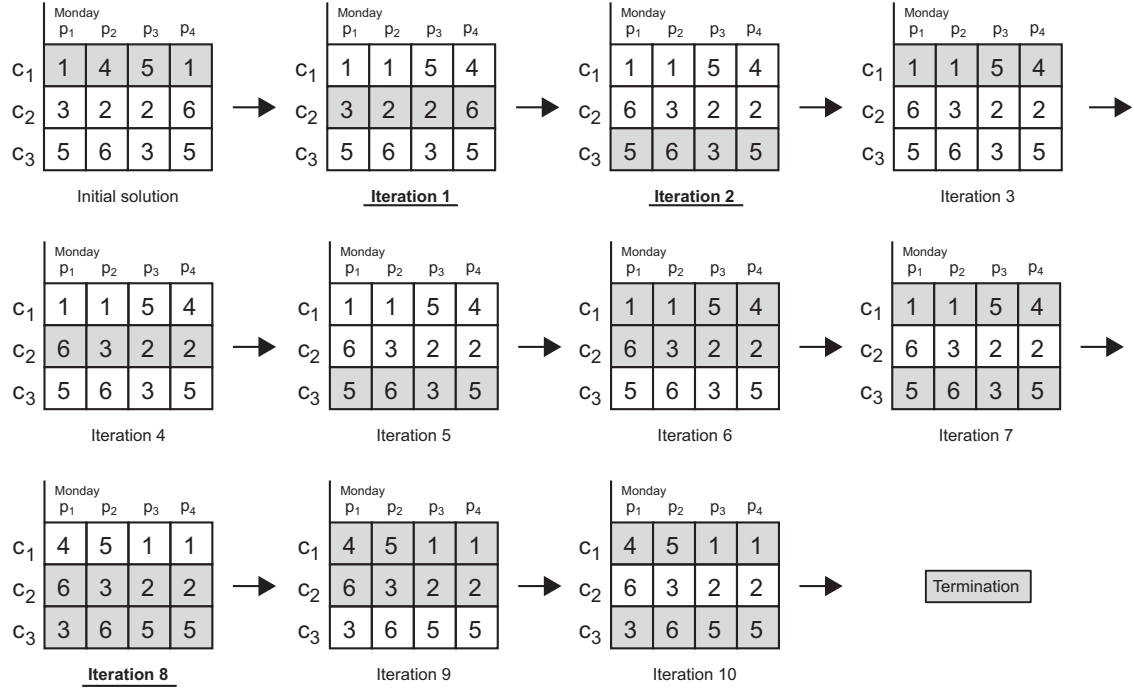 Monday Monday Monday Monday
p1 p2 p3 p4 p1 p2 p3 p4 p1 p2 p3 p4 p1 p2 p3 p4
c1 1 4 5 1 c1 1 1 5 4 c1 1 1 5 4 c1 1 1 5 4
c2 3 2 2 6 c2 3 2 2 6 c2 6 3 2 2 c2 6 3 2 2
c3 5 6 3 5 c3 5 6 3 5 c3 5 6 3 5 c3 5 6 3 5
Initial solution Iteration 1 Iteration 2 Iteration 3
Monday Monday Monday Monday
p1 p2 p3 p4 p1 p2 p3 p4 p1 p2 p3 p4 p1 p2 p3 p4
c1 1 1 5 4 c1 1 1 5 4 c1 1 1 5 4 c1 1 1 5 4
c2 6 3 2 2 c2 6 3 2 2 c2 6 3 2 2 c2 6 3 2 2
c3 5 6 3 5 c3 5 6 3 5 c3 5 6 3 5 c3 5 6 3 5
Iteration 4 Iteration 5 Iteration 6 Iteration 7
Monday Monday Monday
p1 p2 p3 p4 p1 p2 p3 p4 p1 p2 p3 p4
c1 4 5 1 1 c1 4 5 1 1 c1 4 5 1 1
c2 6 3 2 2 c2 6 3 2 2 c2 6 3 2 2 Termination
c3 3 6 5 5 c3 3 6 5 5 c3 3 6 5 5
Iteration 8 Iteration 9 Iteration 10